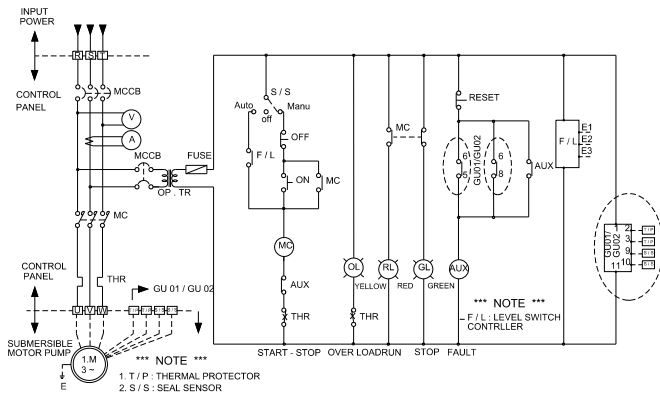 INPUT
POWER
R S T
CONTROL
PANEL
MCCB
V
A
MCCB
FUSE
OP . TR
MC
CONTROL
PANEL
THR
GU 01 / GU 02
U V W
T / P T / P S / S S / S
SUBMERSIBLE
MOTOR PUMP
1.M
3 ~
E
*** NOTE ***
1. T / P : THERMAL PROTECTOR
2. S / S : SEAL SENSOR
S / S
Auto
off
Manu
OFF
F / L
ON
MC
MC
AUX
THR
START - STOP
OL
YELLOW
THR
OVER LOAD
MC
RL
RED
RUN
GL
GREEN
STOP
RESET
6
5
GU01/GU02
6
8
AUX
AUX
FAULT
F / L
E1
E2
E3
*** NOTE ***
F / L : LEVEL SWITCH
CONTRLLER
GU01/
GU02
1
2
3
9
10
11
T / P
T / P
S / S
S / S